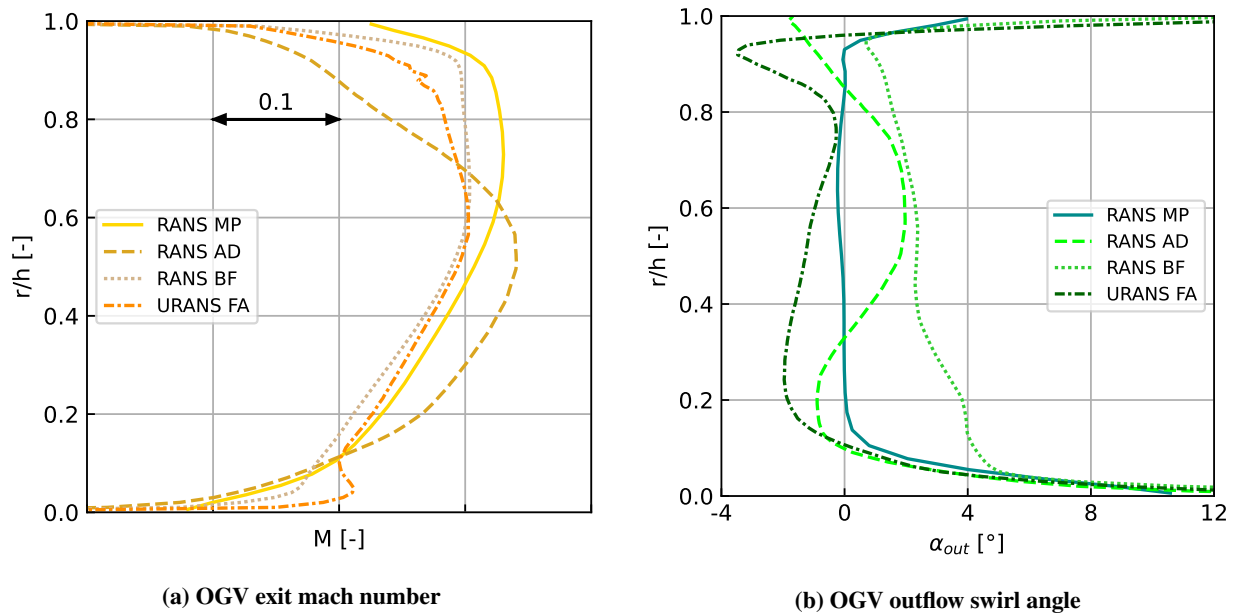 1.0
0.8
0.6
0.4
0.2
0.0
r/h [-]
0.1
RANS MP
RANS AD
RANS BF
URANS FA
M [-]
(a) OGV exit mach number
1.0
0.8
0.6
0.4
0.2
0.0
r/h [-]
RANS MP
RANS AD
RANS BF
URANS FA
-4
0
4
8
12
α_out [°]
(b) OGV outflow swirl angle